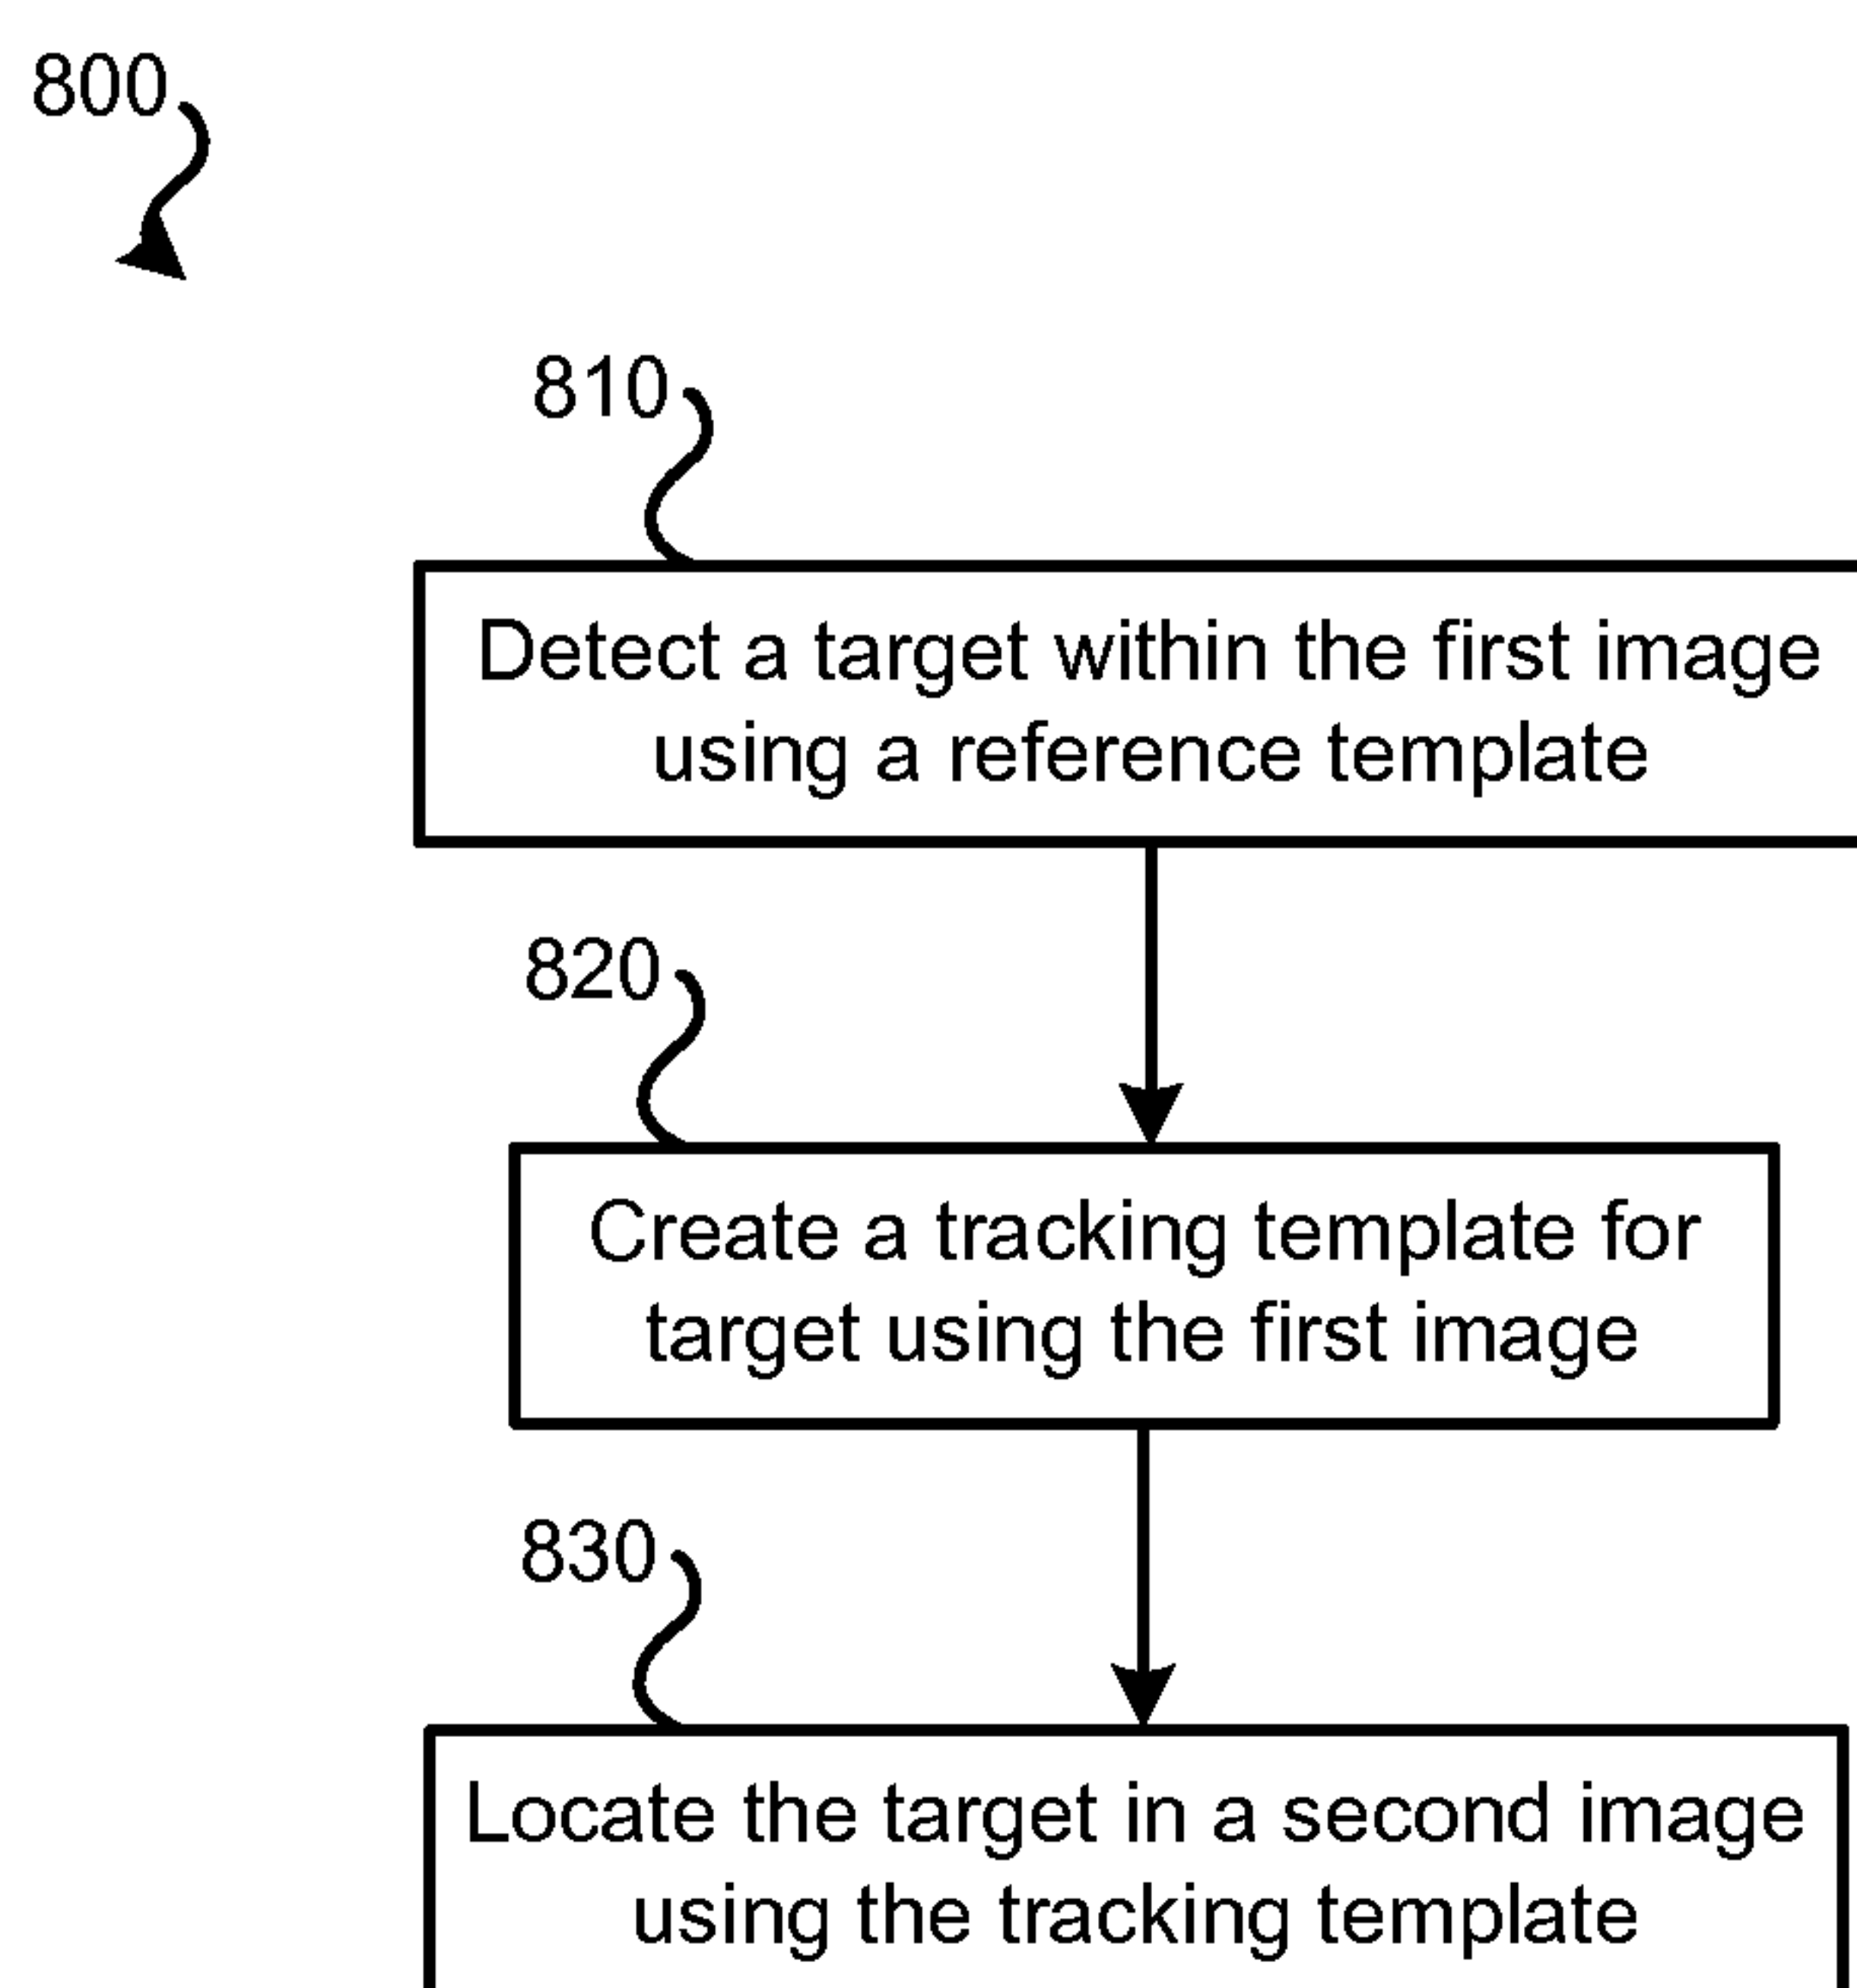 800
810
Detect a target within the first image
using a reference template
820
Create a tracking template for
target using the first image
830
Locate the target in a second image
using the tracking template